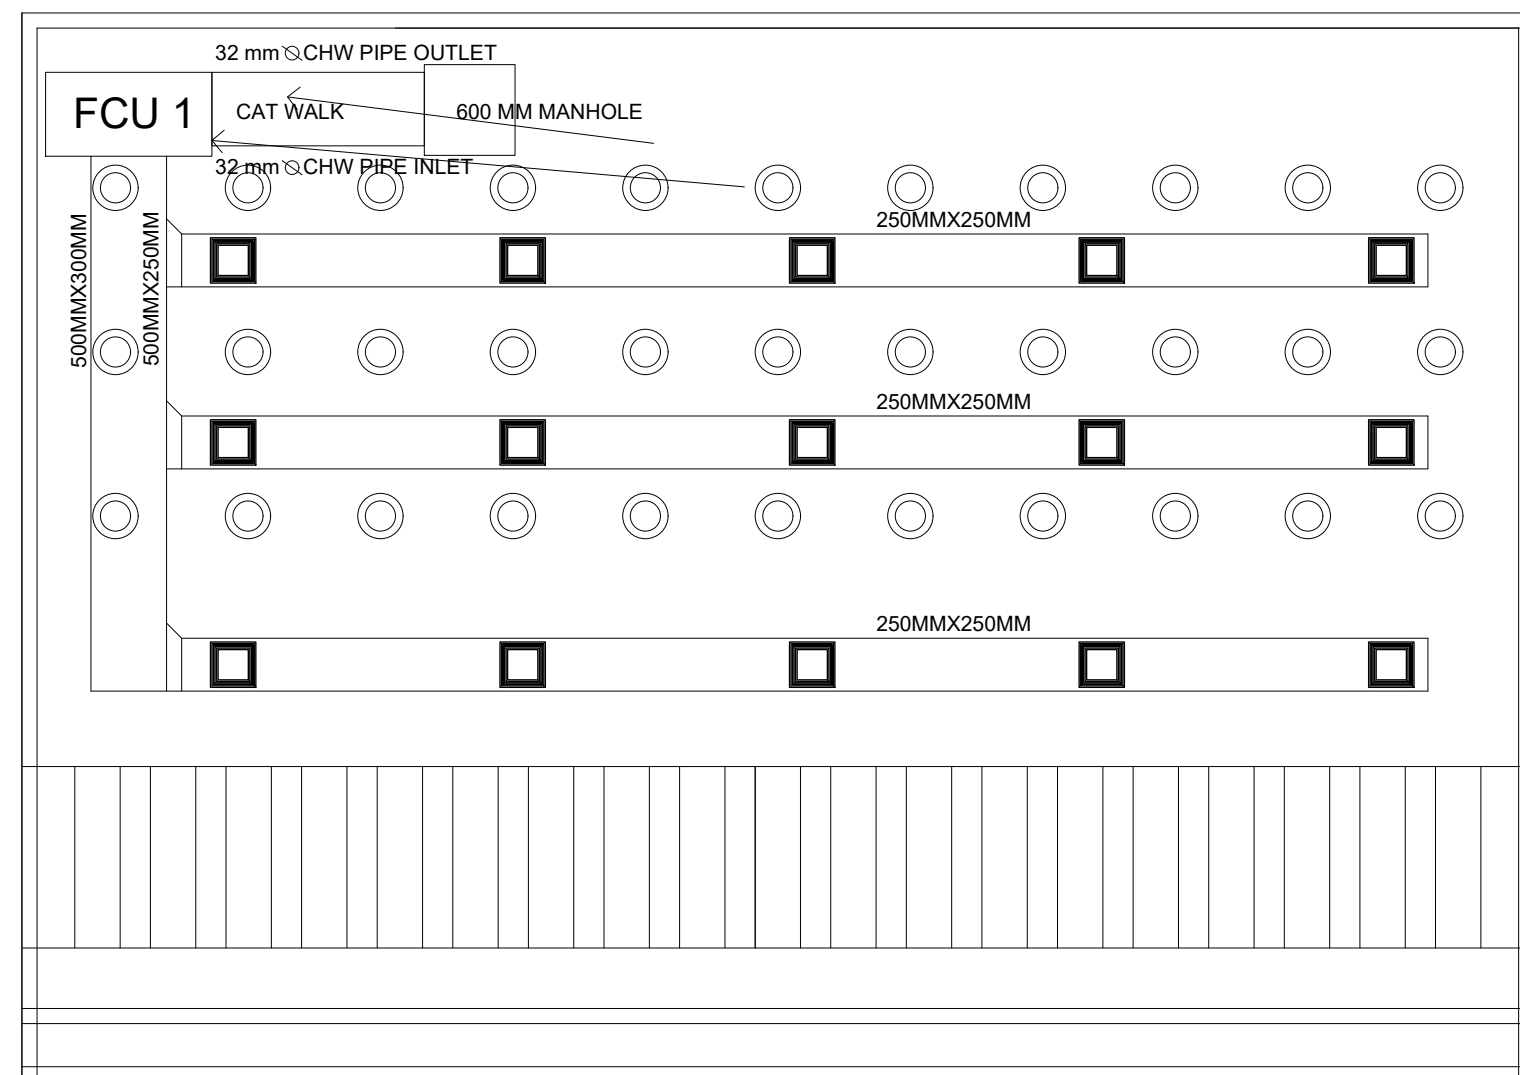 32 mm⌀CHW PIPE OUTLET
FCU 1
CAT WALK
600 MM MANHOLE
32 mm⌀CHW PIPE INLET
500MMX300MM
500MMX250MM
250MMX250MM
250MMX250MM
250MMX250MM